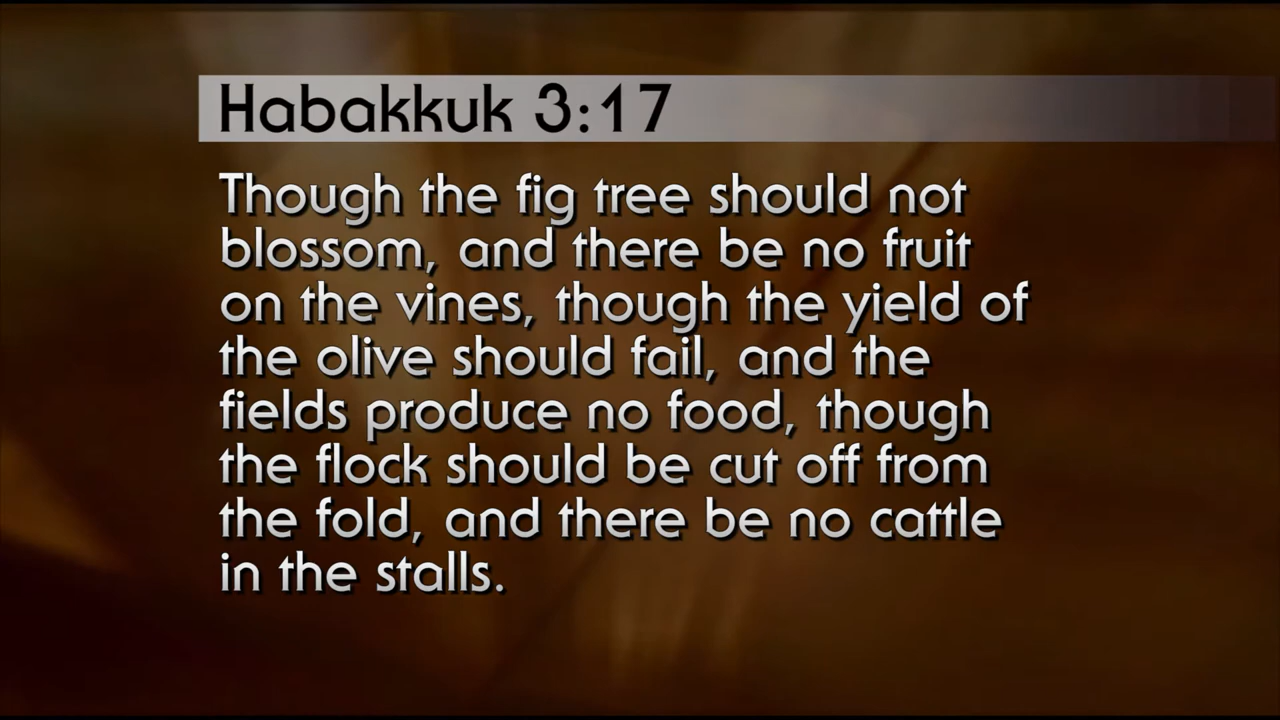 Habakkuk 3:17
Though the fig tree should not
blossom, and there be no fruit
on the vines, though the yield of
the olive should fail, and the
fields produce no food, though
the flock should be cut off from
the fold, and there be no cattle
in the stalls.